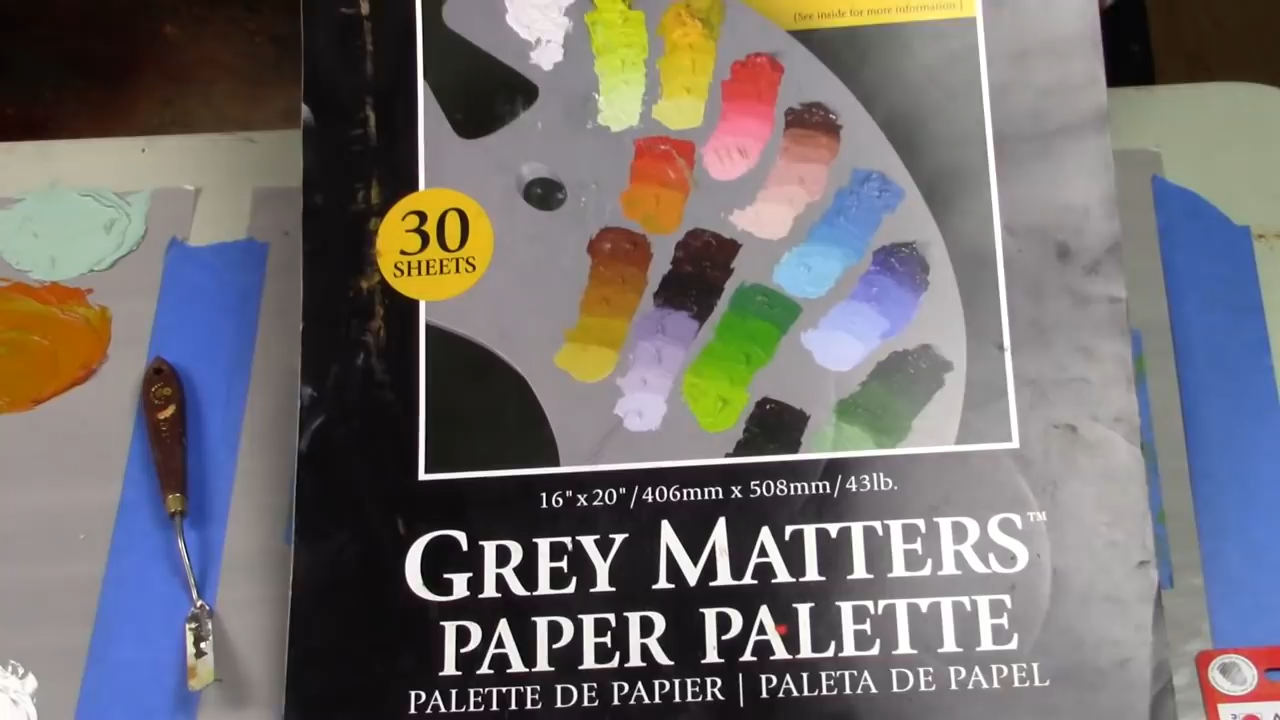 (See inside for more information)
30
SHEETS
16"x20"/406mm x 508mm/43lb.
GREY MATTERS™
PAPER PALETTE
PALETTE DE PAPIER | PALETA DE PAPEL